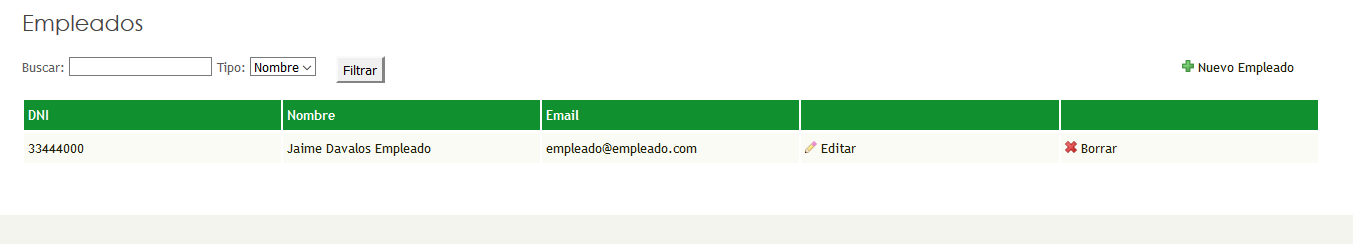 Empleados
Buscar: Tipo: Nombre Filtrar Nuevo Empleado
DNI Nombre Email
33444000 Jaime Davalos Empleado empleado@empleado.com Editar Borrar